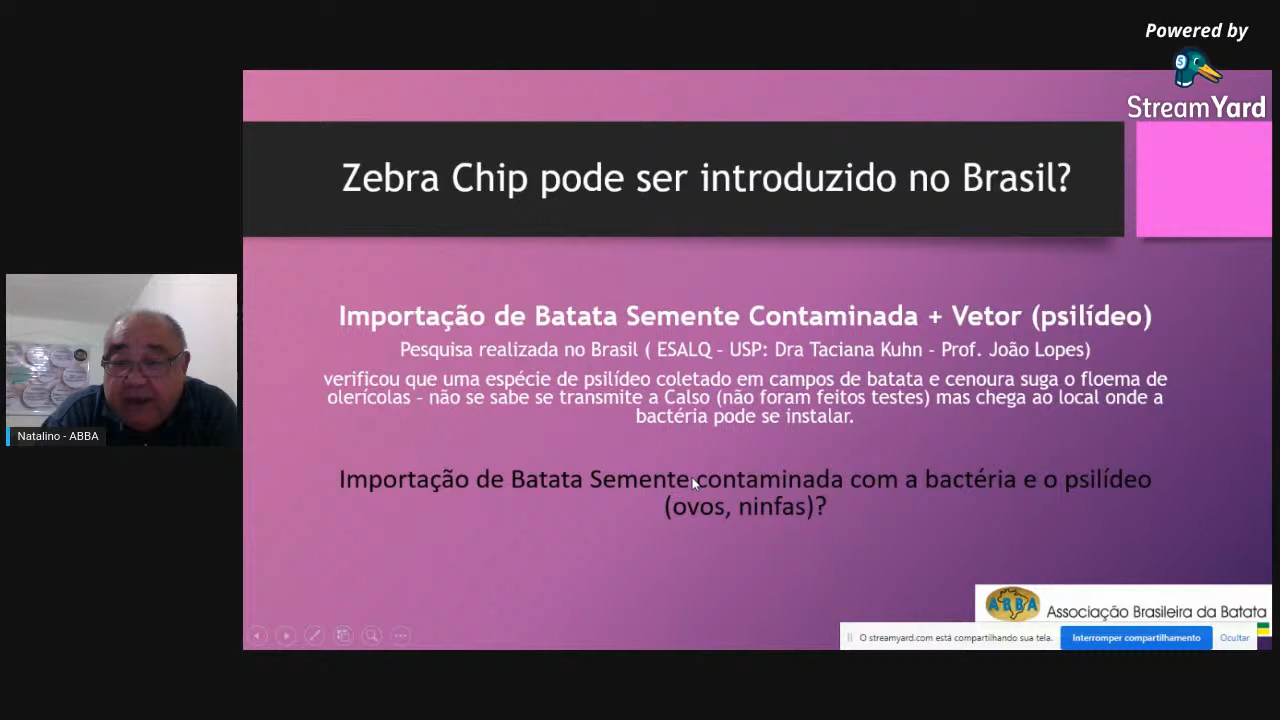 Powered by
StreamYard
Zebra Chip pode ser introduzido no Brasil?
Importação de Batata Semente Contaminada + Vetor (psilídeo)
Pesquisa realizada no Brasil ( ESALQ – USP: Dra Taciana Kuhn – Prof. João Lopes)
verificou que uma espécie de psilídeo coletado em campos de batata e cenoura suga o floema de
olerícolas – não se sabe se transmite a Calso (não foram feitos testes) mas chega ao local onde a
bactéria pode se instalar.
Natalino - ABBA
Importação de Batata Semente contaminada com a bactéria e o psilídeo
(ovos, ninfas)?
ABBA Associação Brasileira da Batata
O streamyard.com está compartilhando sua tela. Interromper compartilhamento Ocultar